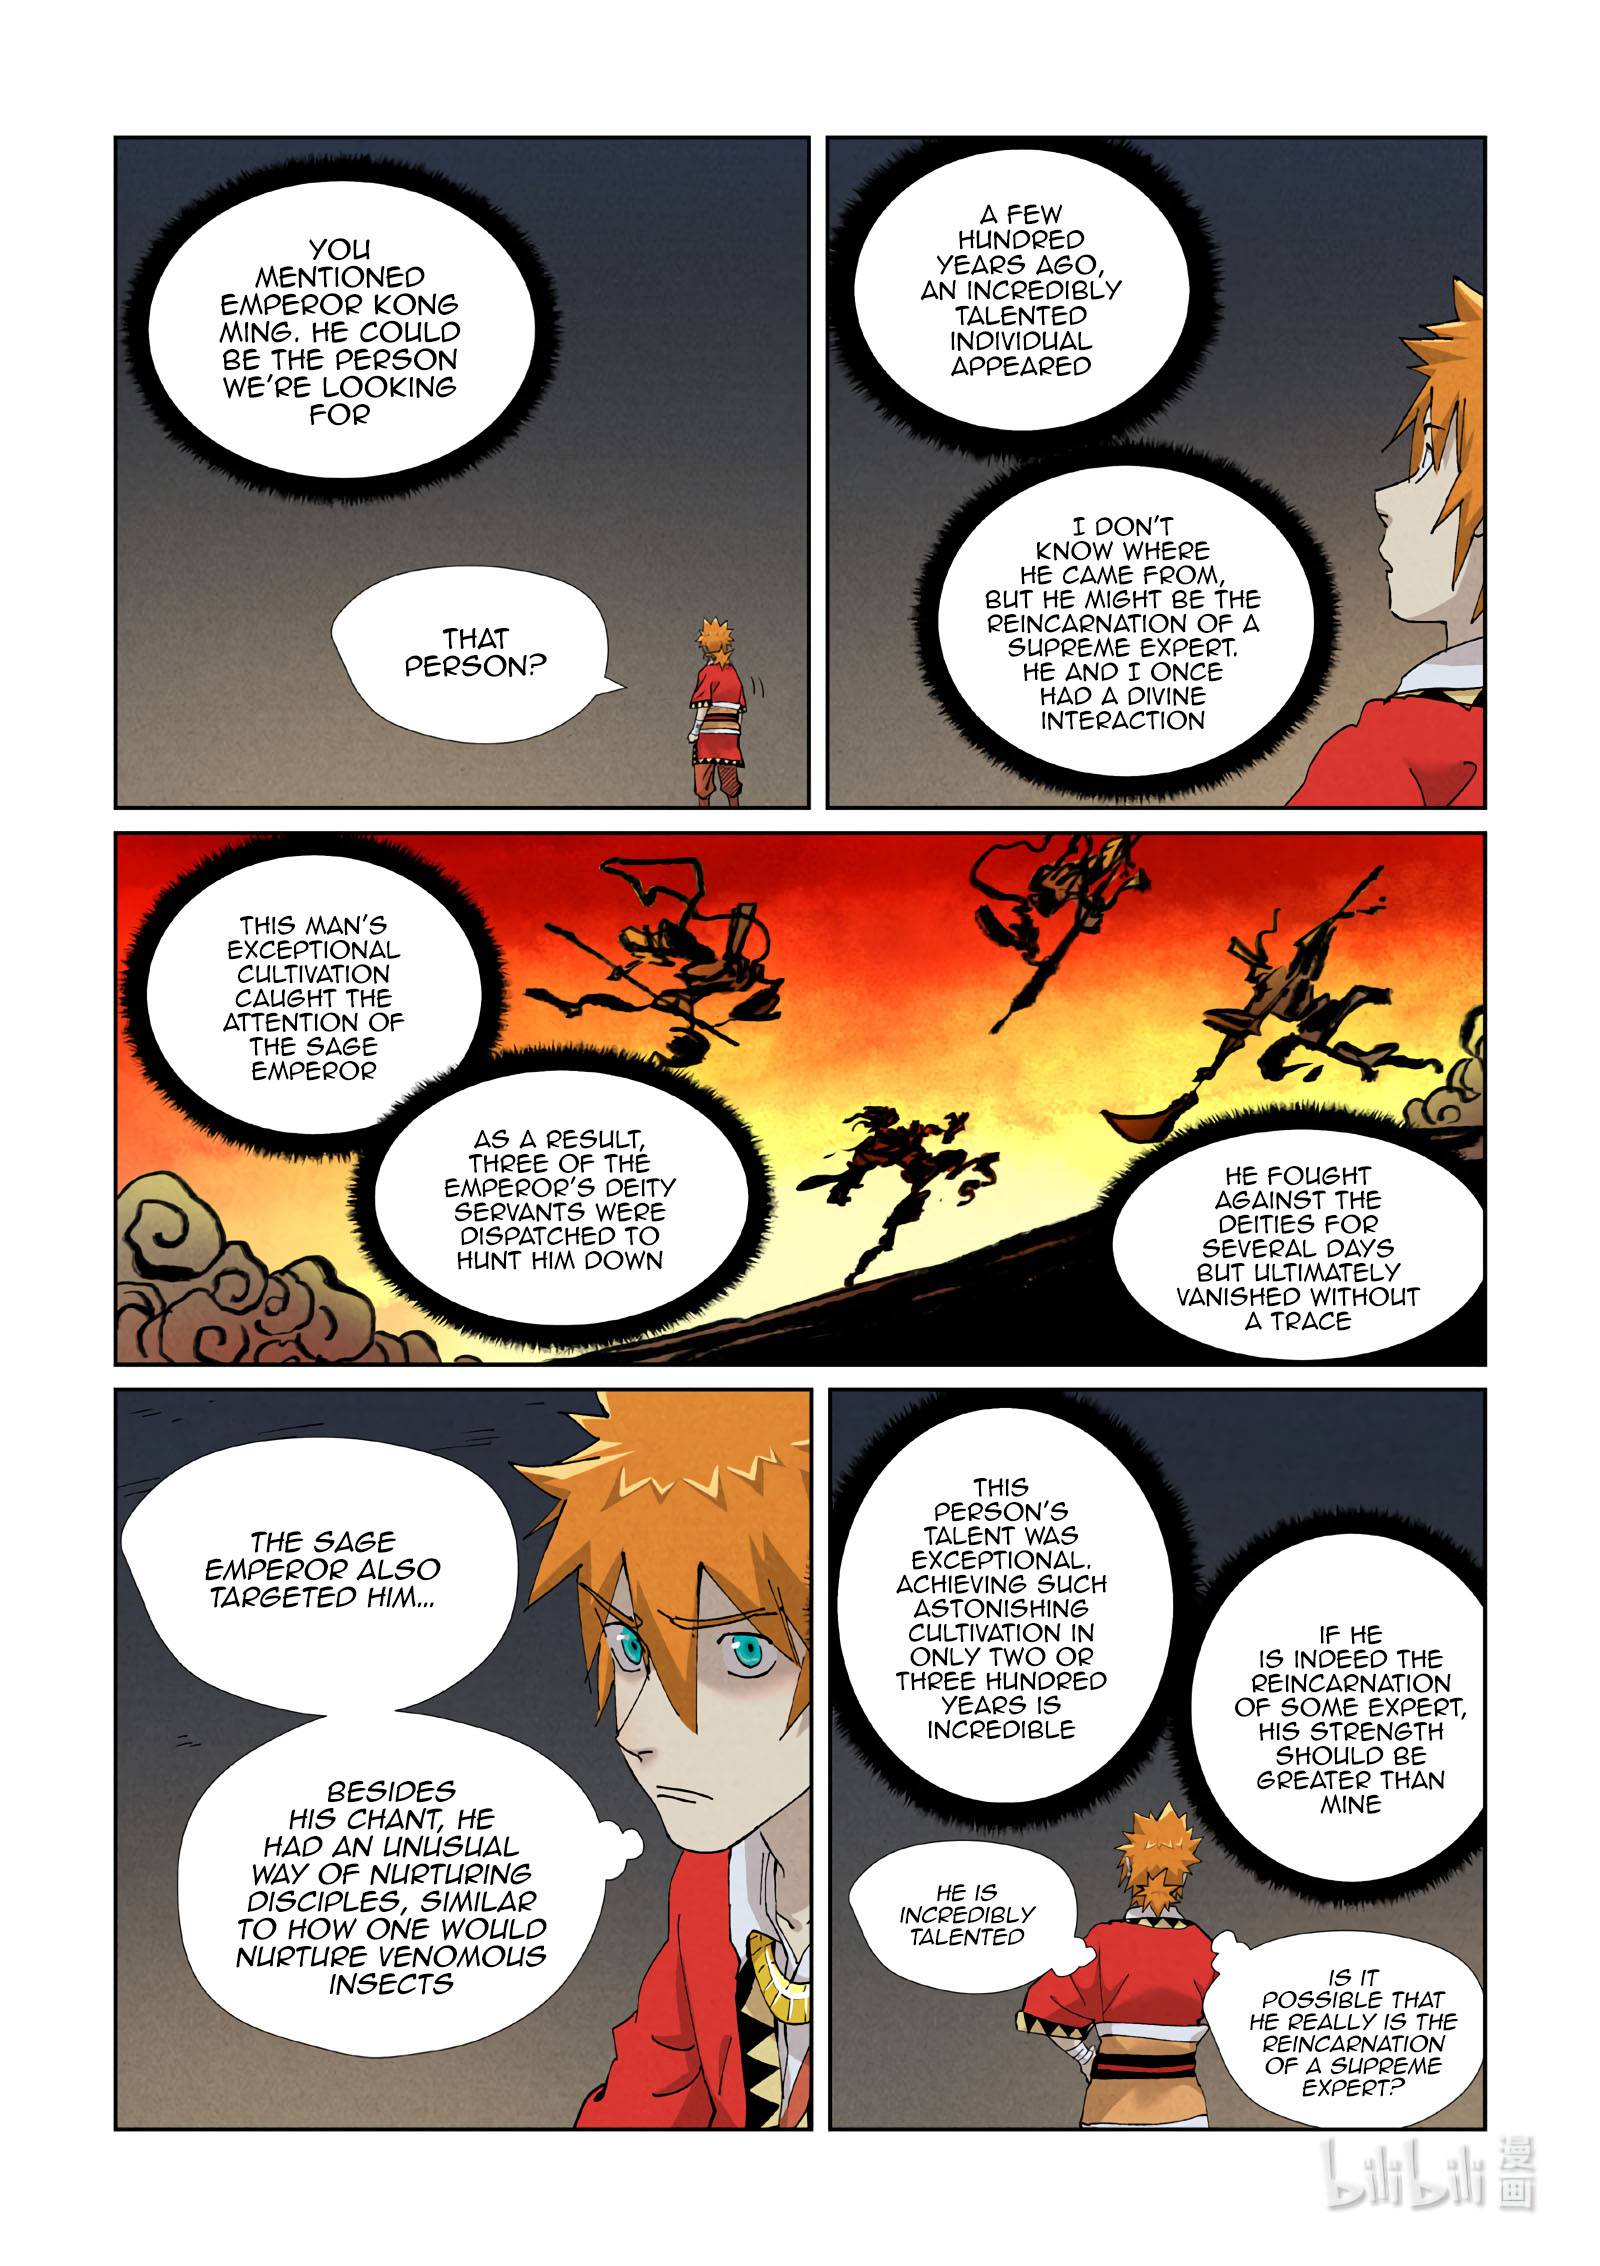 YOU
MENTIONED
EMPEROR KONG
MING. HE COULD
BE THE PERSON
WE'RE LOOKING
FOR
THAT
PERSON?
A FEW
HUNDRED
YEARS AGO,
AN INCREDIBLY
TALENTED
INDIVIDUAL
APPEARED
I DON'T
KNOW WHERE
HE CAME FROM,
BUT HE MIGHT BE THE
REINCARNATION OF A
SUPREME EXPERT.
HE AND I ONCE
HAD A DIVINE
INTERACTION
THIS MAN'S
EXCEPTIONAL
CULTIVATION
CAUGHT THE
ATTENTION OF
THE SAGE
EMPEROR
AS A RESULT,
THREE OF THE
EMPEROR'S DEITY
SERVANTS WERE
DISPATCHED TO
HUNT HIM DOWN
HE FOUGHT
AGAINST THE
DEITIES FOR
SEVERAL DAYS
BUT ULTIMATELY
VANISHED WITHOUT
A TRACE
THE SAGE
EMPEROR ALSO
TARGETED HIM...
BESIDES
HIS CHANT, HE
HAD AN UNUSUAL
WAY OF NURTURING
DISCIPLES, SIMILAR
TO HOW ONE WOULD
NURTURE VENOMOUS
INSECTS
THIS
PERSON'S
TALENT WAS
EXCEPTIONAL.
ACHIEVING SUCH
ASTONISHING
CULTIVATION IN
ONLY TWO OR
THREE HUNDRED
YEARS IS
INCREDIBLE
IF HE
IS INDEED THE
REINCARNATION
OF SOME EXPERT,
HIS STRENGTH
SHOULD BE
GREATER THAN
MINE
HE IS
INCREDIBLY
TALENTED
IS IT
POSSIBLE THAT
HE REALLY IS THE
REINCARNATION
OF A SUPREME
EXPERT?
bilibili 漫画